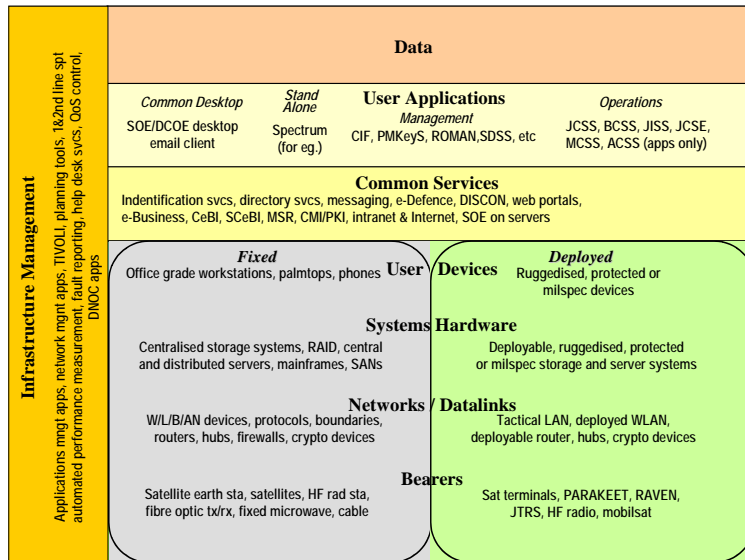 Infrastructure Management
Applications mngt apps, network mgnt apps, TIVOLI, planning tools, 1&2nd line spt
automated performance measurement, fault reporting, help desk svcs, QoS control,
DNOC apps
Data
User Applications
Common Desktop
SOE/DCOE desktop
email client
Stand
Alone
Spectrum
(for eg.)
Management
CIF, PMKeyS, ROMAN,SDSS, etc
Operations
JCSS, BCSS, JISS, JCSE,
MCSS, ACSS (apps only)
Common Services
Indentification svcs, directory svcs, messaging, e-Defence, DISCON, web portals,
e-Business, CeBI, SCeBI, MSR, CMI/PKI, intranet & Internet, SOE on servers
Fixed
Deployed
User Devices
Office grade workstations, palmtops, phones
Ruggedised, protected or
milspec devices
Systems Hardware
Centralised storage systems, RAID, central
and distributed servers, mainframes, SANs
Deployable, ruggedised, protected
or milspec storage and server systems
Networks / Datalinks
W/L/B/AN devices, protocols, boundaries,
routers, hubs, firewalls, crypto devices
Tactical LAN, deployed WLAN,
deployable router, hubs, crypto devices
Bearers
Satellite earth sta, satellites, HF rad sta,
fibre optic tx/rx, fixed microwave, cable
Sat terminals, PARAKEET, RAVEN,
JTRS, HF radio, mobilsat